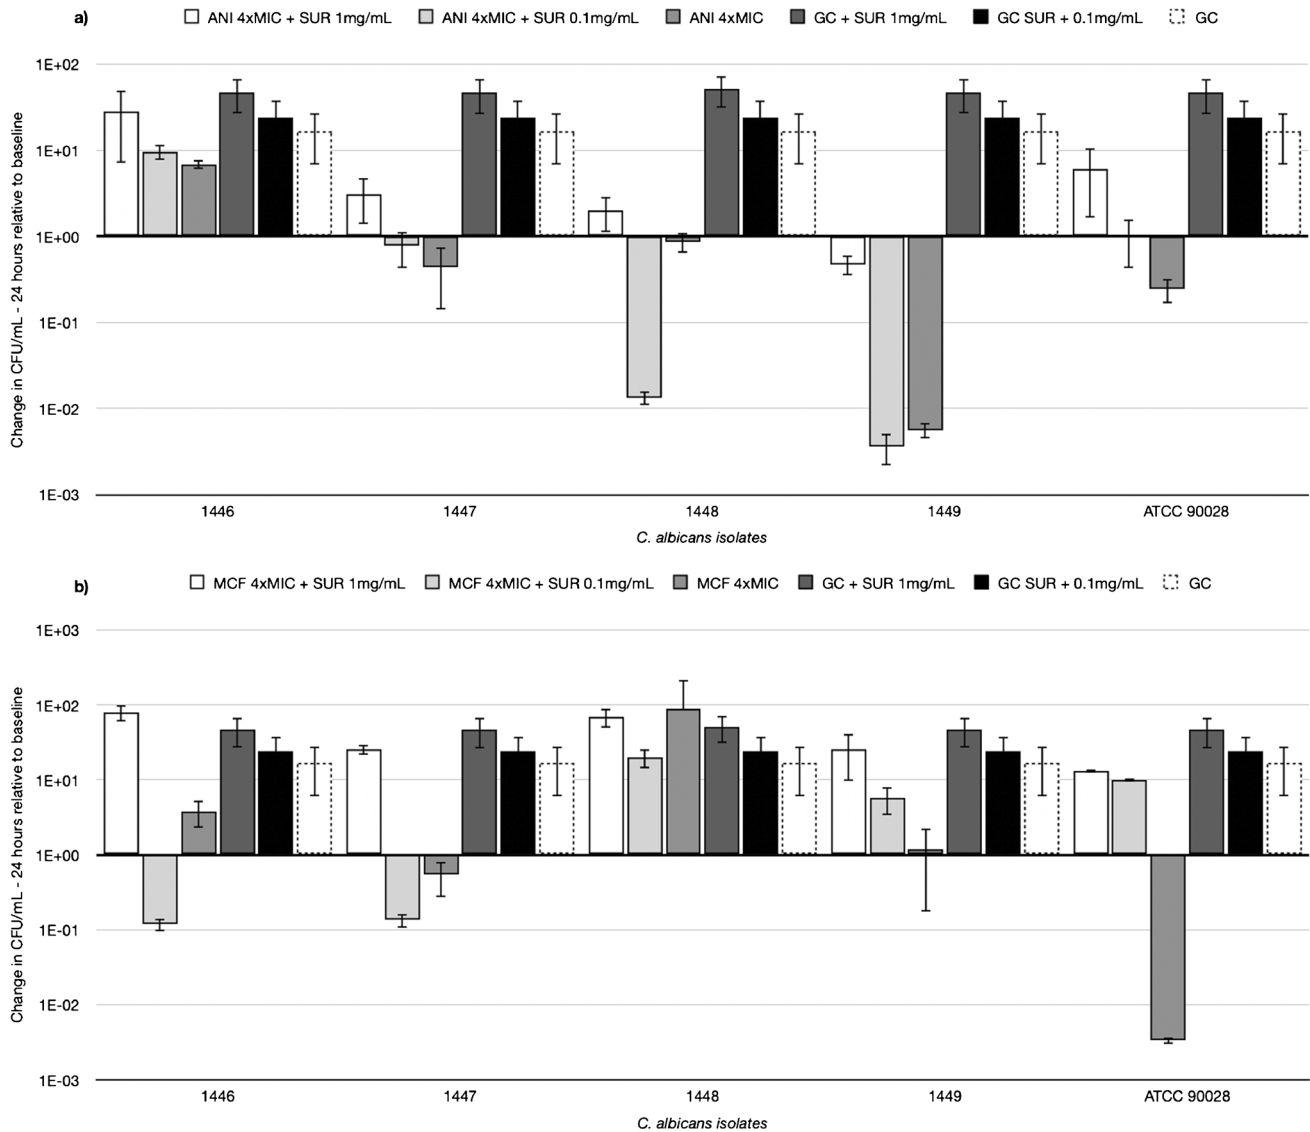 a)
ANI 4xMIC + SUR 1mg/mL ANI 4xMIC + SUR 0.1mg/mL ANI 4xMIC GC + SUR 1mg/mL GC SUR + 0.1mg/mL GC
Change in CFU/mL - 24 hours relative to baseline
1E+02
1E+01
1E+00
1E-01
1E-02
1E-03
1446 1447 1448 1449 ATCC 90028
C. albicans isolates
b)
MCF 4xMIC + SUR 1mg/mL MCF 4xMIC + SUR 0.1mg/mL MCF 4xMIC GC + SUR 1mg/mL GC SUR + 0.1mg/mL GC
Change in CFU/mL - 24 hours relative to baseline
1E+03
1E+02
1E+01
1E+00
1E-01
1E-02
1E-03
1446 1447 1448 1449 ATCC 90028
C. albicans isolates